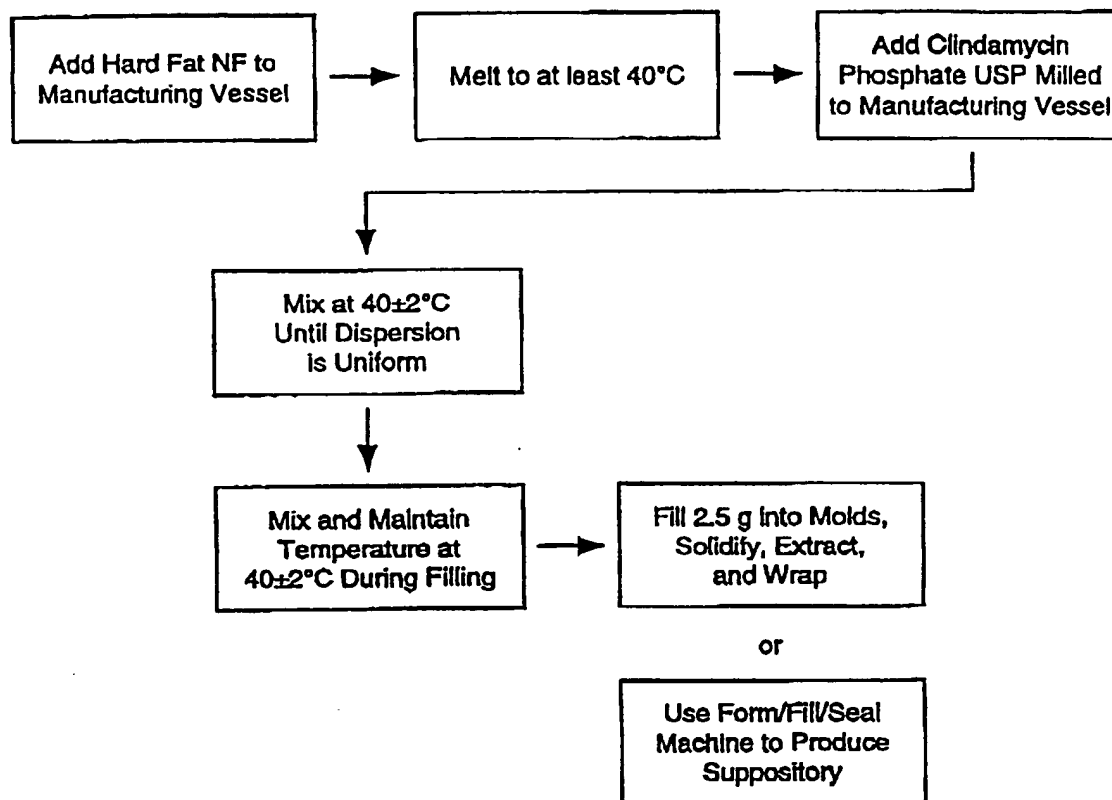 Add Hard Fat NF to
Manufacturing Vessel
Melt to at least 40°C
Add Clindamycin
Phosphate USP Milled
to Manufacturing Vessel
Mix at 40±2°C
Until Dispersion
is Uniform
Mix and Maintain
Temperature at
40±2°C During Filling
Fill 2.5 g into Molds,
Solidify, Extract,
and Wrap
or
Use Form/Fill/Seal
Machine to Produce
Suppository